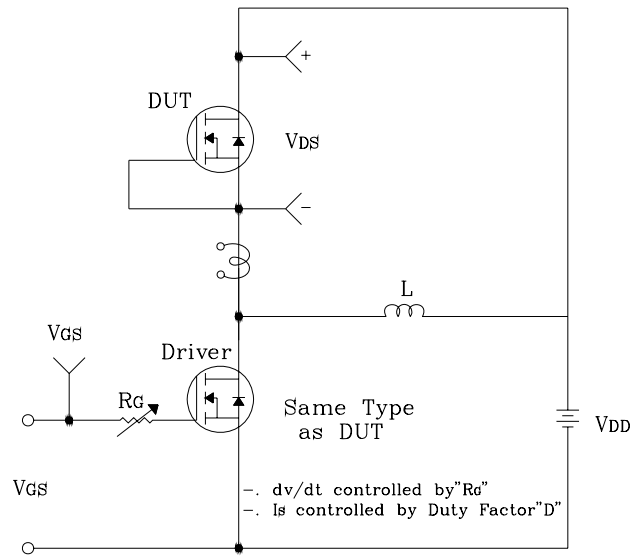 +
DUT
VDS
-
L
VGS
Driver
RG
Same Type
as DUT
VDD
VGS
-. dv/dt controlled by"RG"
-. IS controlled by Duty Factor"D"